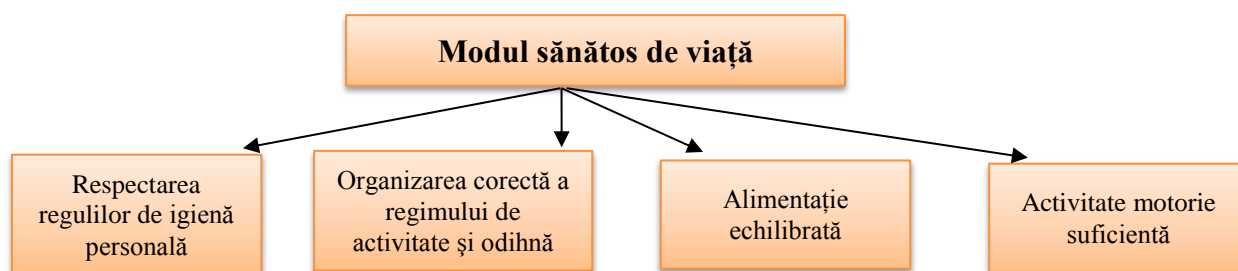 Modul sănătos de viață
Respectarea
regulilor de igienă
personală
Organizarea corectă a
regimului de
activitate și odihnă
Alimentație
echilibrată
Activitate motorie
suficientă